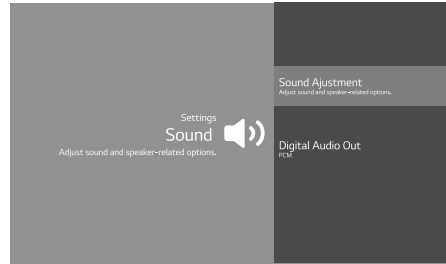 Settings
Sound
Adjust sound and speaker-related options.
Sound Ajustment
Adjust sound and speaker-related options.
Digital Audio Out
PCM